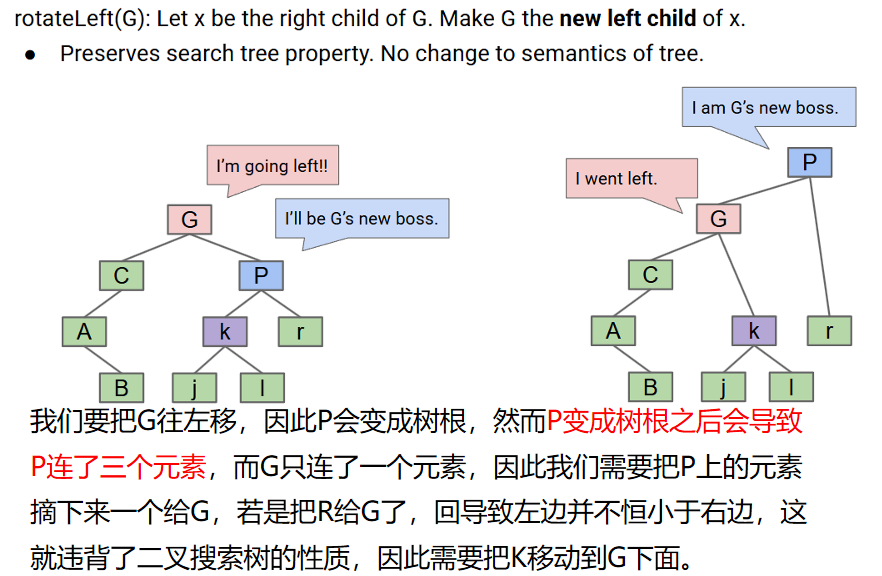 rotateLeft(G): Let x be the right child of G. Make G the new left child of x.
● Preserves search tree property. No change to semantics of tree.
I am G's new boss.
I'm going left!!
I went left.
P
G
I'll be G's new boss.
G
C
P
C
A
k
r
A
k
r
B
j
l
B
j
l
我们要把G往左移，因此P会变成树根，然而P变成树根之后会导致
P连了三个元素，而G只连了一个元素，因此我们需要把P上的元素
摘下来一个给G，若是把R给G了，回导致左边并不恒小于右边，这
就违背了二叉搜索树的性质，因此需要把K移动到G下面。